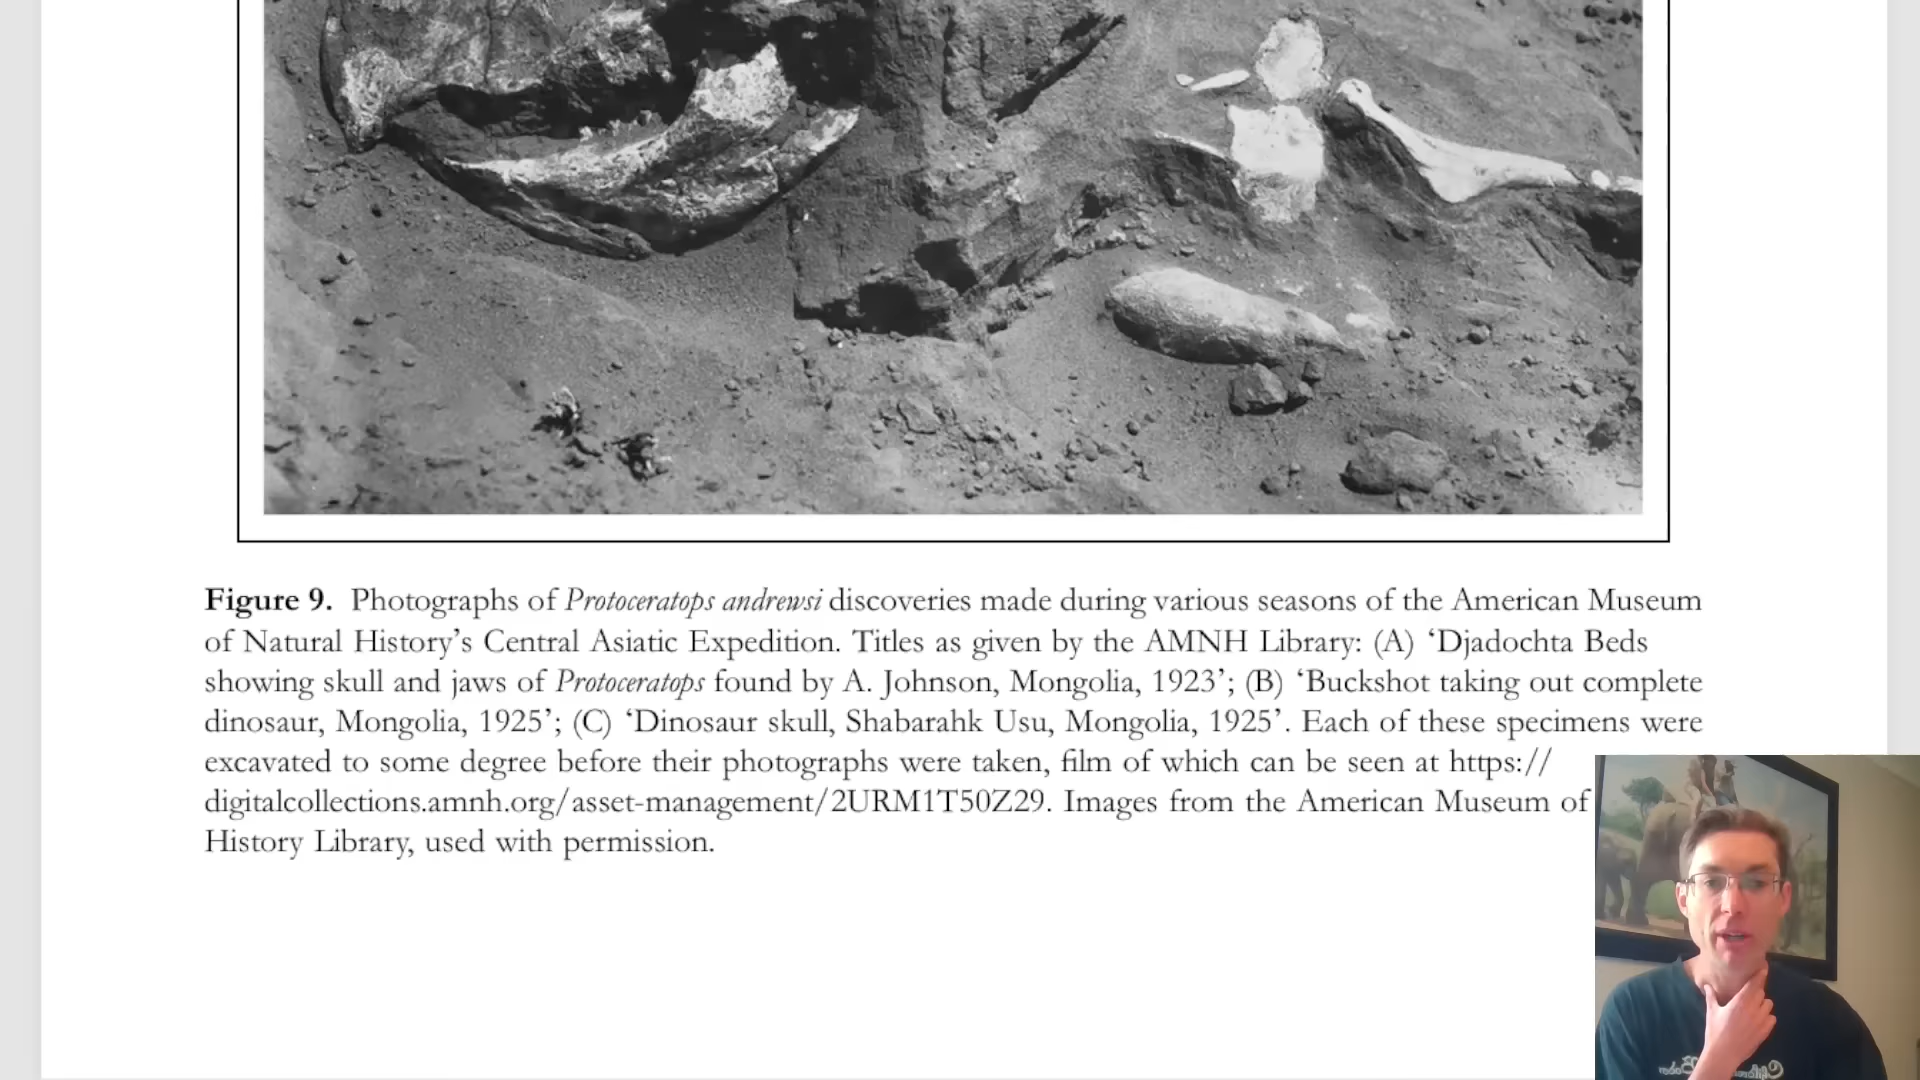 Figure 9. Photographs of Protoceratops andrewsi discoveries made during various seasons of the American Museum
of Natural History’s Central Asiatic Expedition. Titles as given by the AMNH Library: (A) ‘Djadochta Beds
showing skull and jaws of Protoceratops found by A. Johnson, Mongolia, 1923’; (B) ‘Buckshot taking out complete
dinosaur, Mongolia, 1925’; (C) ‘Dinosaur skull, Shabarahk Usu, Mongolia, 1925’. Each of these specimens were
excavated to some degree before their photographs were taken, film of which can be seen at https://
digitalcollections.amnh.org/asset-management/2URM1T50Z29. Images from the American Museum of
History Library, used with permission.